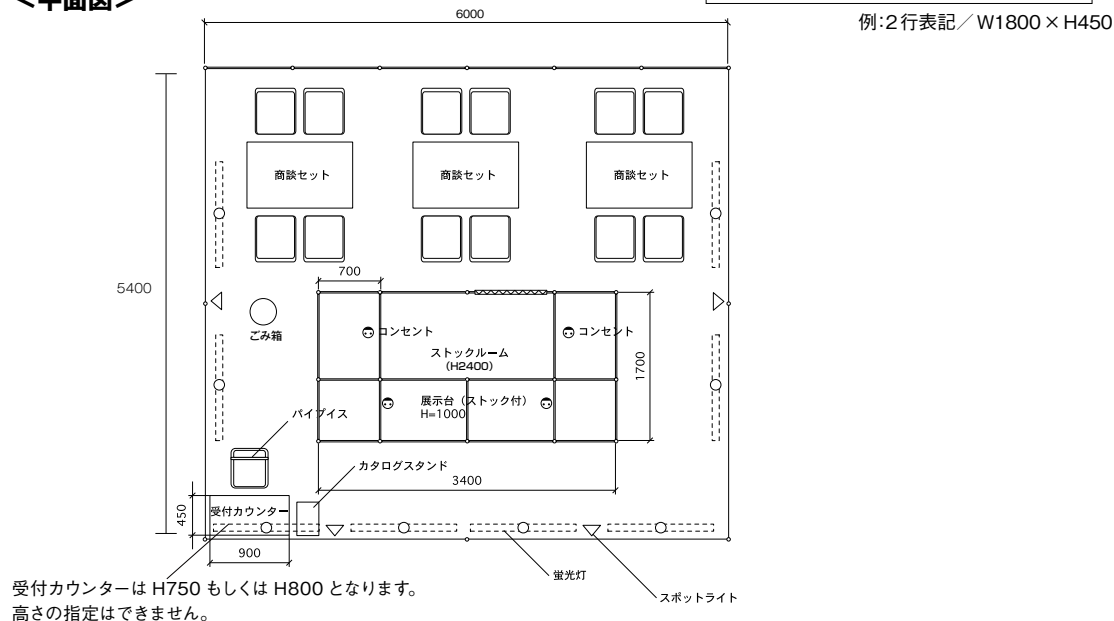 ＜平面図＞
例:2行表記／W1800×H450
6000
商談セット 商談セット 商談セット
5400
700
ごみ箱
コンセント
コンセント
ストックルーム
(H2400)
1700
展示台（ストック付）
H=1000
パイプイス
カタログスタンド
3400
450
受付カウンター
900
蛍光灯
スポットライト
受付カウンターは H750 もしくは H800 となります。
高さの指定はできません。